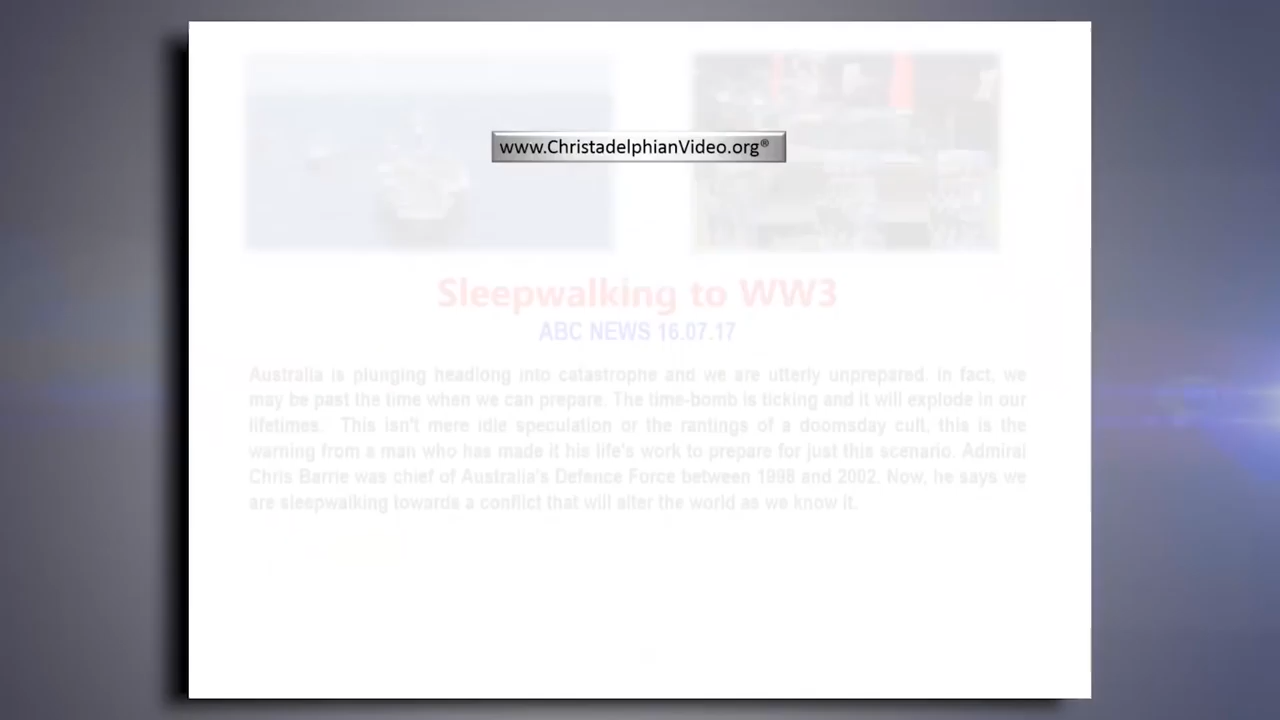 www.ChristadelphianVideo.org®
Sleepwalking to WW3
ABC NEWS 16.07.17
Australia is plunging headlong into catastrophe and we are utterly unprepared. In fact, we
may be past the time when we can prepare. The time-bomb is ticking and it will explode in our
lifetimes. This isn't mere idle speculation or the rantings of a doomsday cult, this is the
warning from a man who has made it his life's work to prepare for just this scenario. Admiral
Chris Barrie was chief of Australia's Defence Force between 1998 and 2002. Now, he says we
are sleepwalking towards a conflict that will alter the world as we know it.